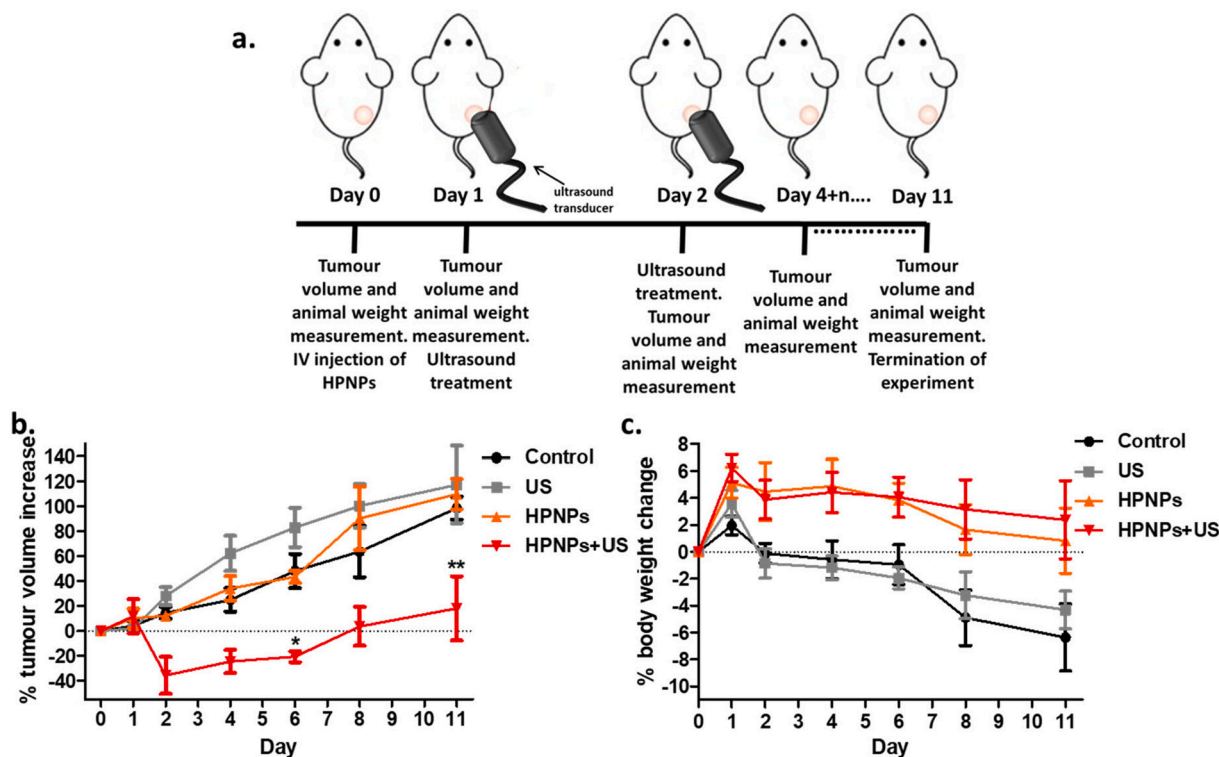 a.
Day 0
Day 1
ultrasound
transducer
Day 2
Day 4+n....
Day 11
Tumour
volume and
animal weight
measurement.
IV injection of
HPNPs
Tumour
volume and
animal weight
measurement.
Ultrasound
treatment
Ultrasound
treatment.
Tumour
volume and
animal weight
measurement
Tumour
volume and
animal weight
measurement
Tumour
volume and
animal weight
measurement.
Termination of
experiment
b.
% tumour volume increase
140
120
100
80
60
40
20
0
-20
-40
0 1 2 3 4 5 6 7 8 9 10 11
Day
Control
US
HPNPs
HPNPs+US
*
**
c.
% body weight change
8
6
4
2
0
-2
-4
-6
-8
-10
0 1 2 3 4 5 6 7 8 9 10 11
Day
Control
US
HPNPs
HPNPs+US